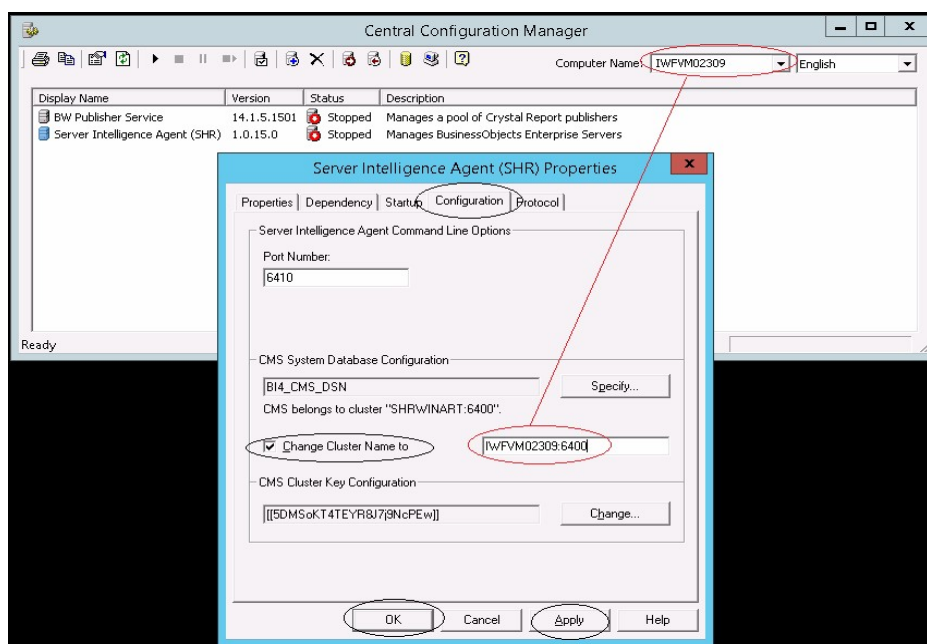 Central Configuration Manager
Computer Name: IWFVM02309 English
Display Name Version Status Description
BW Publisher Service 14.1.5.1501 Stopped Manages a pool of Crystal Report publishers
Server Intelligence Agent (SHR) 1.0.15.0 Stopped Manages BusinessObjects Enterprise Servers
Server Intelligence Agent (SHR) Properties
x
Properties Dependency Startup Configuration Protocol
Server Intelligence Agent Command Line Options
Port Number:
6410
Ready
CMS System Database Configuration
BI4_CMS_DSN Specify...
CMS belongs to cluster "SHRWINART:6400".
Change Cluster Name to IWFVM02309:6400
CMS Cluster Key Configuration
[[5DMSoKT4TEYR8J7j9NcPEw]] Change...
OK Cancel Apply Help